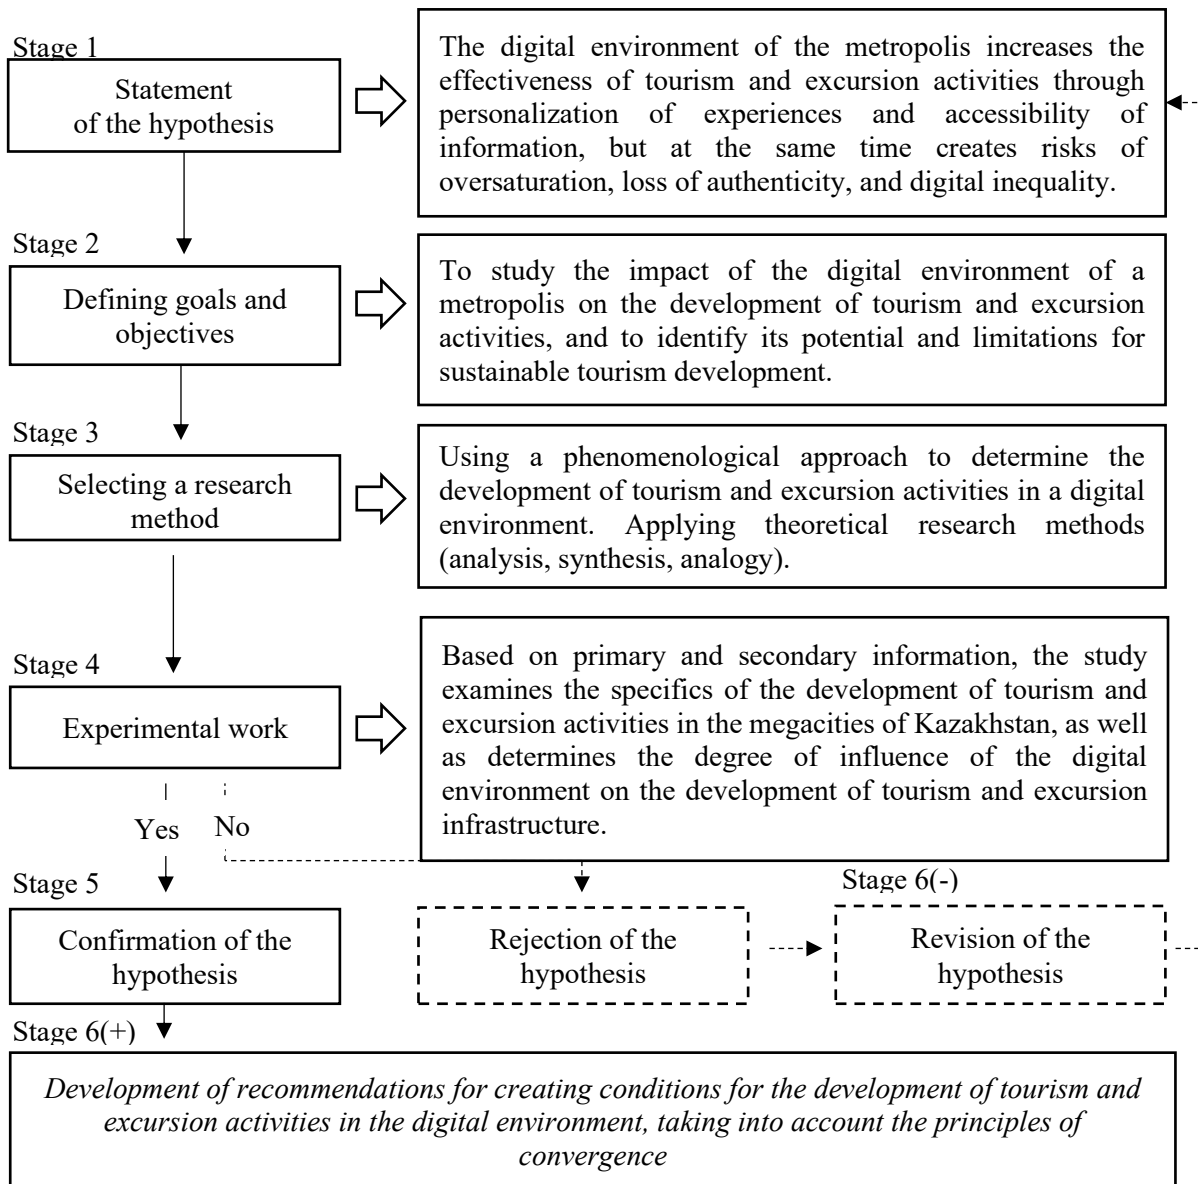 Stage 1
Statement
of the hypothesis
The digital environment of the metropolis increases the
effectiveness of tourism and excursion activities through
personalization of experiences and accessibility of
information, but at the same time creates risks of
oversaturation, loss of authenticity, and digital inequality.
Stage 2
Defining goals and
objectives
To study the impact of the digital environment of a
metropolis on the development of tourism and excursion
activities, and to identify its potential and limitations for
sustainable tourism development.
Stage 3
Selecting a research
method
Using a phenomenological approach to determine the
development of tourism and excursion activities in a digital
environment. Applying theoretical research methods
(analysis, synthesis, analogy).
Stage 4
Experimental work
Based on primary and secondary information, the study
examines the specifics of the development of tourism and
excursion activities in the megacities of Kazakhstan, as well
as determines the degree of influence of the digital
environment on the development of tourism and excursion
infrastructure.
Yes No
Stage 5
Confirmation of the
hypothesis
Rejection of the
hypothesis
Stage 6(-)
Revision of the
hypothesis
Stage 6(+)
Development of recommendations for creating conditions for the development of tourism and
excursion activities in the digital environment, taking into account the principles of
convergence